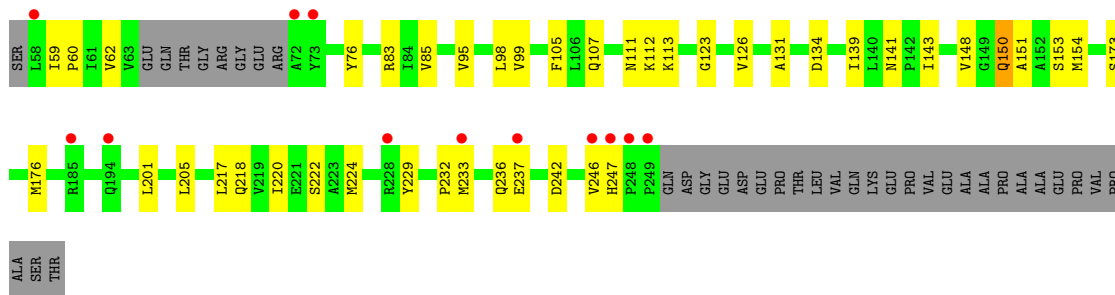 SER L58 I59 P60 I61 V62 V63 GLU GLN THR GLY ARG GLY GLU ARG A72 Y73 Y76 R83 I84 V85 V95 L98 V99 F105 L106 Q107 N111 K112 K113 G123 V126 A131 D134 I139 L140 N141 P142 I143 V148 G149 Q150 A151 A152 S153 M154 S173
M176 R185 Q194 L201 L205 L217 Q218 V219 I220 E221 S222 A223 M224 R228 Y229 P232 M233 Q236 E237 D242 V246 H247 P248 P249 GLN ASP GLY GLU ASP GLU PRO THR LEU VAL GLN LYS GLU PRO VAL GLU ALA ALA PRO ALA ALA GLU PRO VAL PRO
ALA SER THR